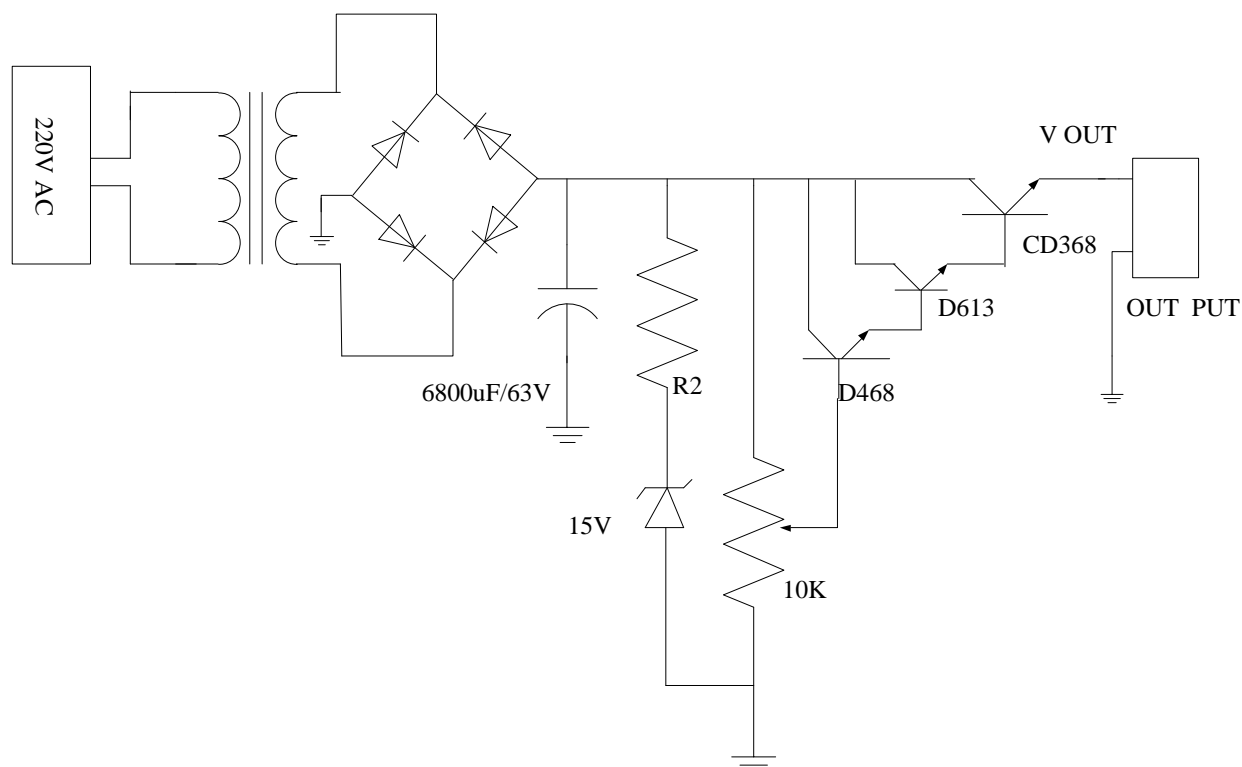 220V AC
V OUT
CD368
D613
OUT PUT
6800uF/63V
R2
D468
15V
10K